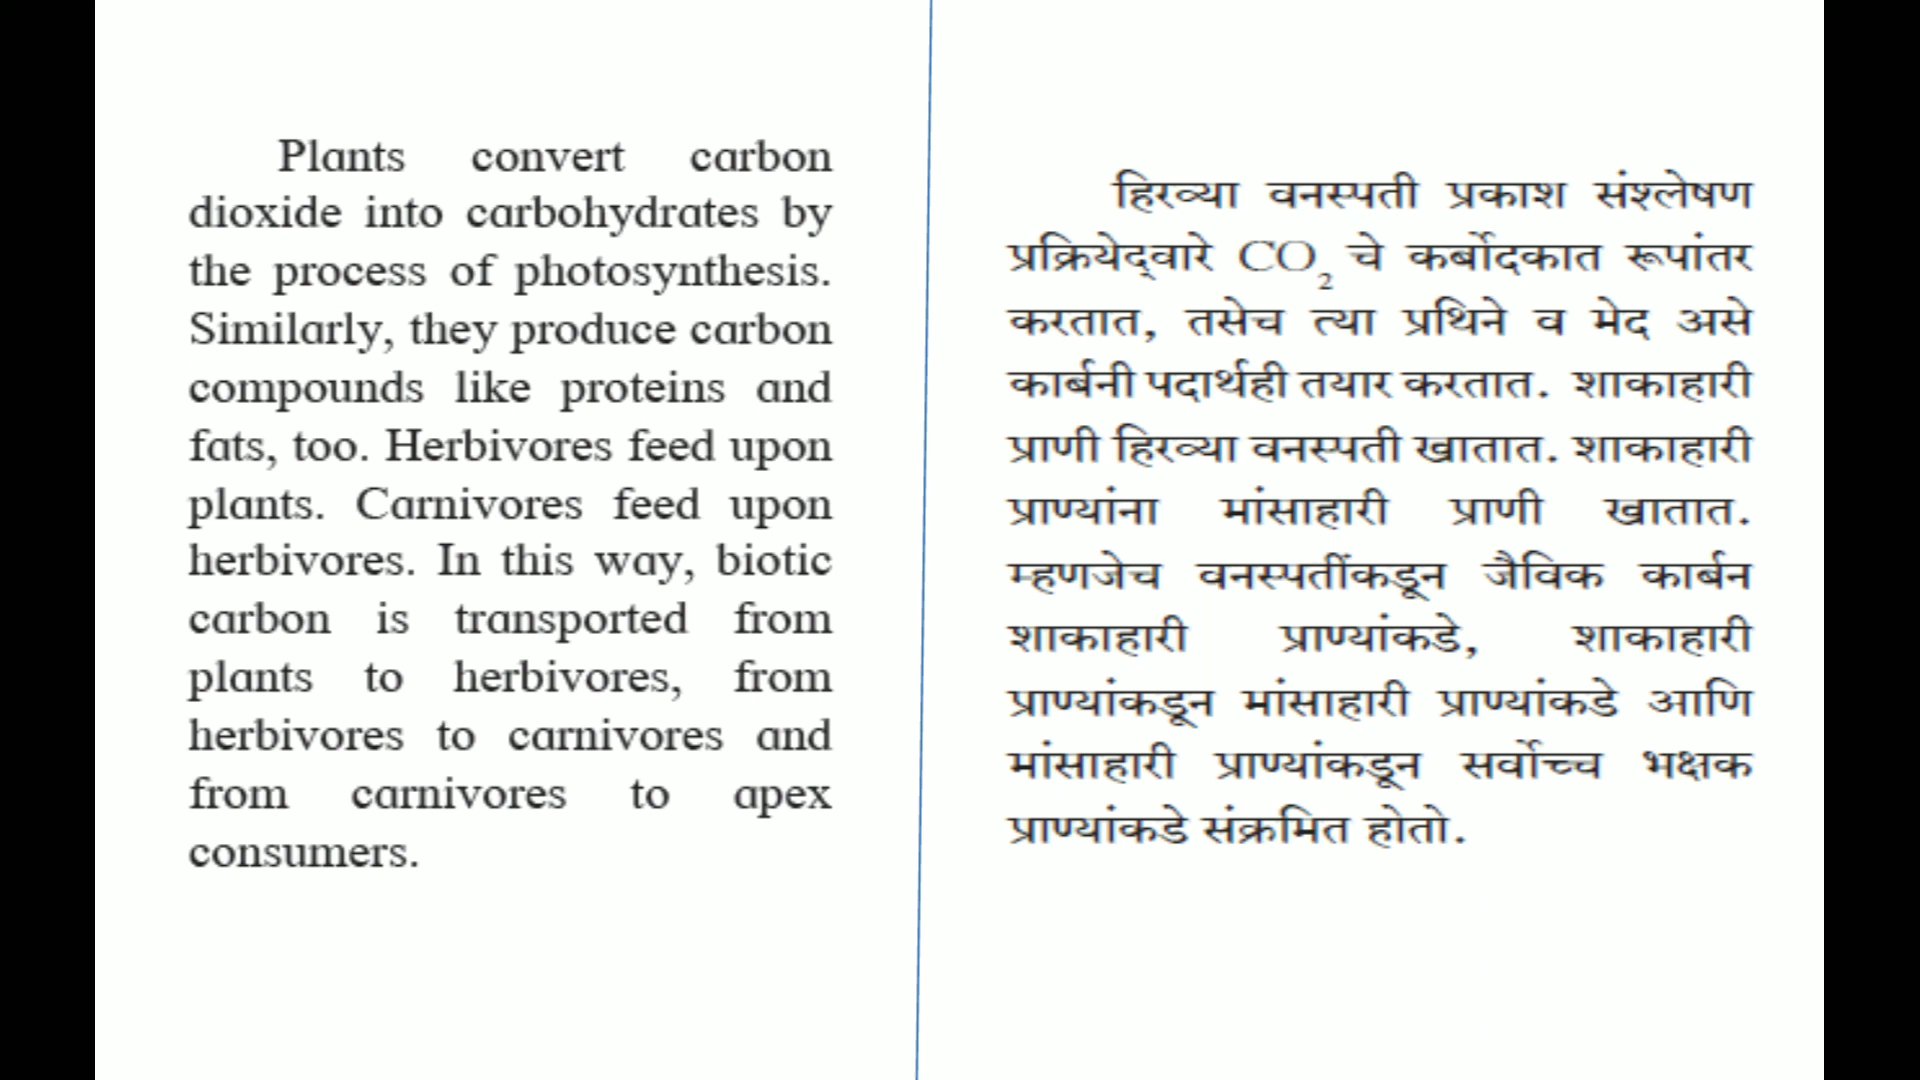 Plants convert carbon
dioxide into carbohydrates by
the process of photosynthesis.
Similarly, they produce carbon
compounds like proteins and
fats, too. Herbivores feed upon
plants. Carnivores feed upon
herbivores. In this way, biotic
carbon is transported from
plants to herbivores, from
herbivores to carnivores and
from carnivores to apex
consumers.
हिरव्या वनस्पती प्रकाश संश्लेषण
प्रक्रियेद्‌वारे CO₂ चे कर्बोदकात रूपांतर
करतात, तसेच त्या प्रथिने व मेद असे
कार्बनी पदार्थही तयार करतात. शाकाहारी
प्राणी हिरव्या वनस्पती खातात. शाकाहारी
प्राण्यांना मांसाहारी प्राणी खातात.
म्हणजेच वनस्पतींकडून जैविक कार्बन
शाकाहारी प्राण्यांकडे, शाकाहारी
प्राण्यांकडून मांसाहारी प्राण्यांकडे आणि
मांसाहारी प्राण्यांकडून सर्वोच्च भक्षक
प्राण्यांकडे संक्रमित होतो.